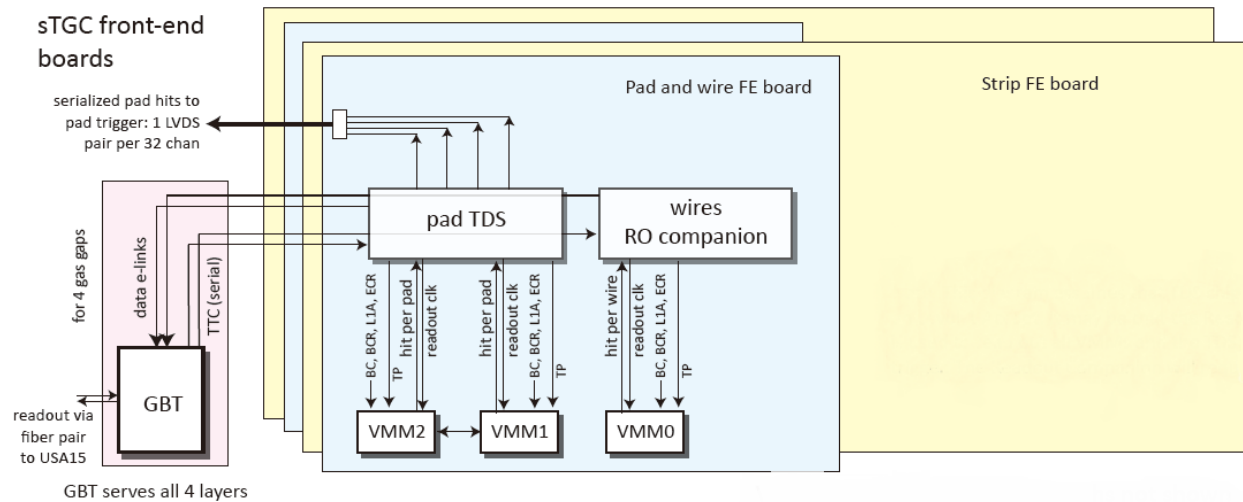 sTGC front-end
boards
serialized pad hits to
pad trigger: 1 LVDS
pair per 32 chan
Pad and wire FE board
Strip FE board
pad TDS
wires
RO companion
for 4 gas gaps
data e-links
TTC (serial)
BC, BCR, L1A, ECR
TP
hit per pad
readout clk
hit per pad
readout clk
BC, BCR, L1A, ECR
TP
hit per wire
readout clk
BC, BCR, L1A, ECR
TP
GBT
VMM2
VMM1
VMM0
readout via
fiber pair
to USA15
GBT serves all 4 layers